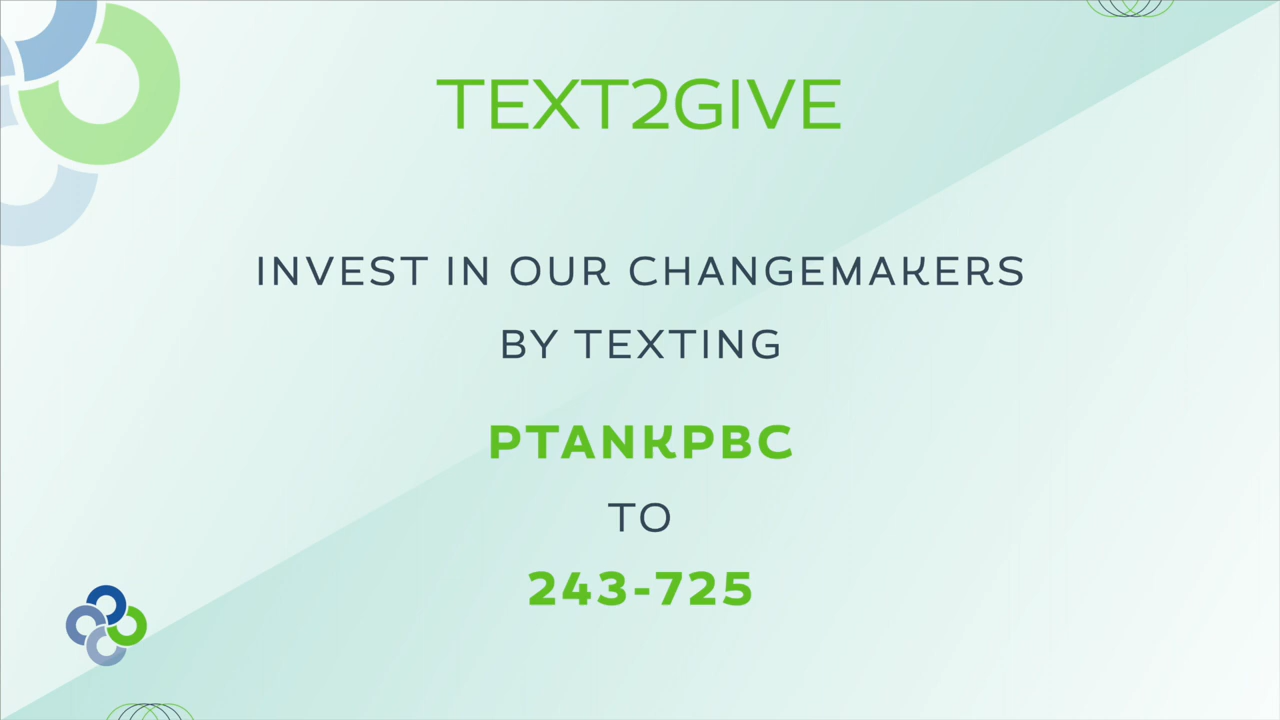 TEXT2GIVE
INVEST IN OUR CHANGEMAKERS
BY TEXTING
PTANKPBC
TO
243-725